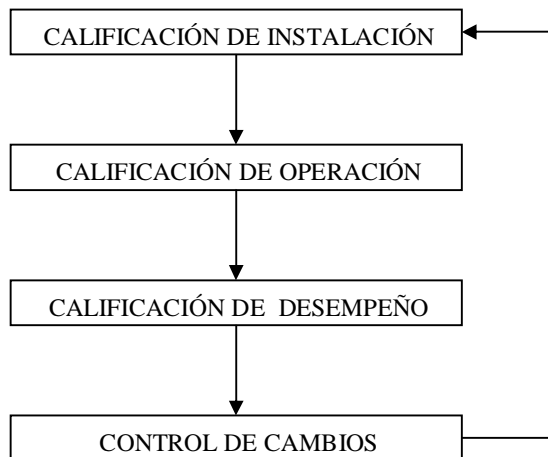 CALIFICACIÓN DE INSTALACIÓN
CALIFICACIÓN DE OPERACIÓN
CALIFICACIÓN DE DESEMPEÑO
CONTROL DE CAMBIOS